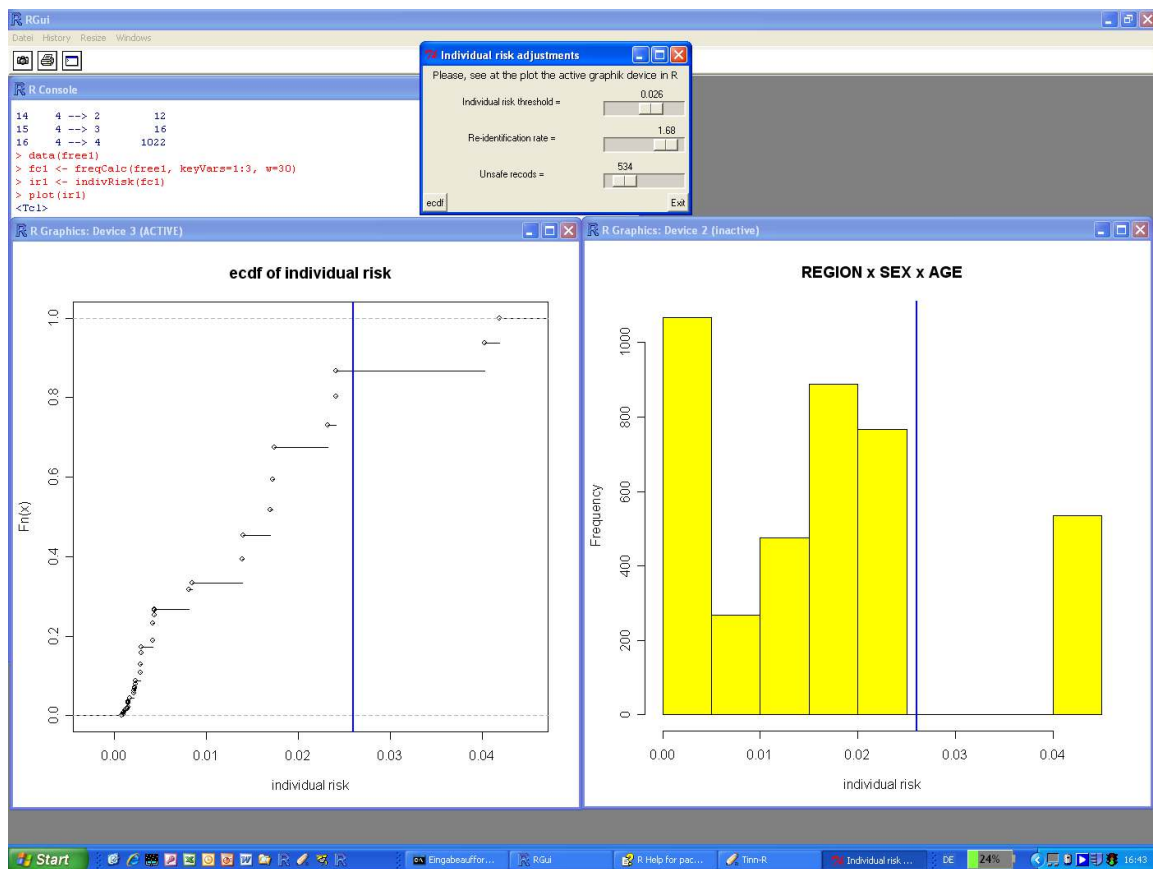 RGui
Datei History Resize Windows
Individual risk adjustments
Please, see at the plot the active graphik device in R
Individual risk threshold =
0.026
Re-identification rate =
1.68
Unsafe recods =
534
ecdf
Exit
R Console
14 4 --> 2 12
15 4 --> 3 16
16 4 --> 4 1022
> data(free1)
> fc1 <- freqCalc(free1, keyVars=1:3, w=30)
> ir1 <- indivRisk(fc1)
> plot(ir1)
<Tcl>
R Graphics: Device 3 (ACTIVE)
ecdf of individual risk
Fn(x)
1.0
0.8
0.6
0.4
0.2
0.0
0.00 0.01 0.02 0.03 0.04
individual risk
R Graphics: Device 2 (inactive)
REGION x SEX x AGE
Frequency
1000
800
600
400
200
0
0.00 0.01 0.02 0.03 0.04
individual risk
Start
Eingabeauffor...
RGui
R Help for pac...
Tinn-R
Individual risk ...
DE
24%
16:43